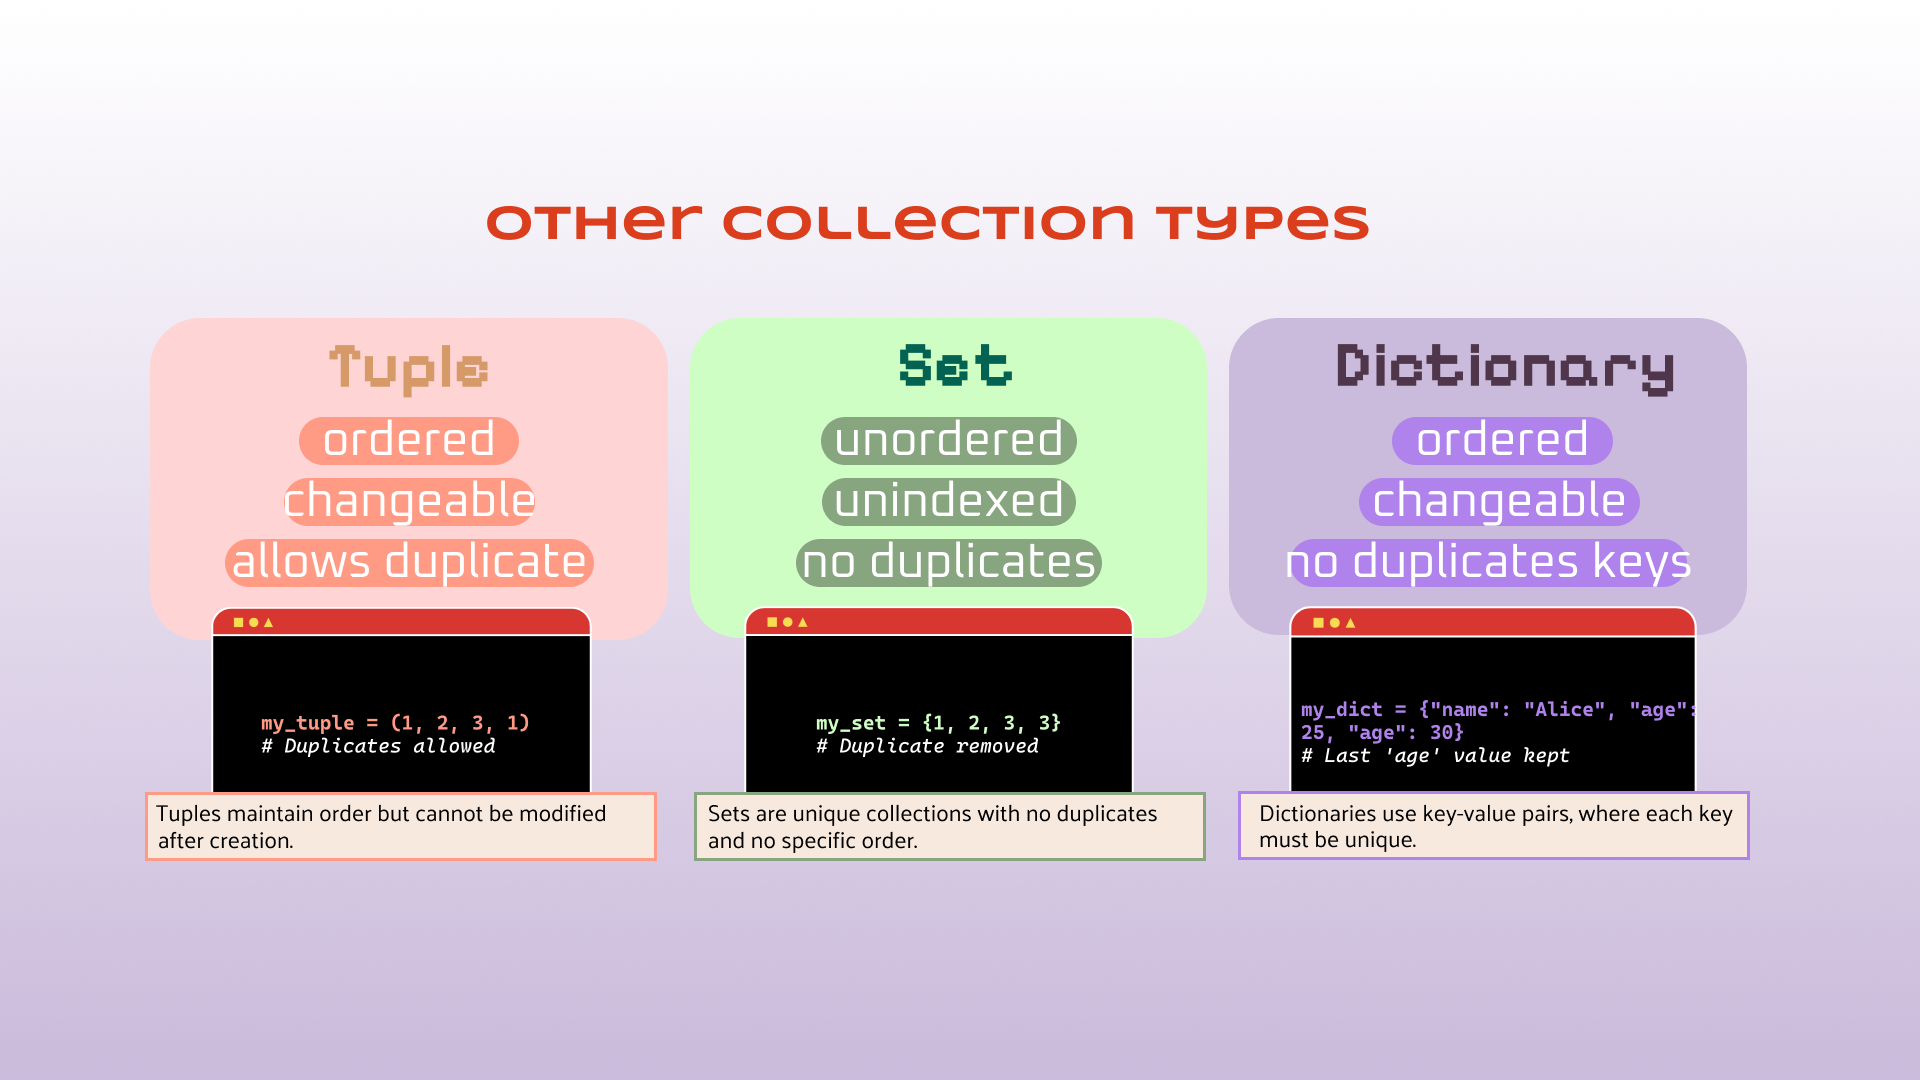 Other Collection Types
Tuple
ordered
changeable
allows duplicate
my_tuple = (1, 2, 3, 1)
# Duplicates allowed
Tuples maintain order but cannot be modified
after creation.
Set
unordered
unindexed
no duplicates
my_set = {1, 2, 3, 3}
# Duplicate removed
Sets are unique collections with no duplicates
and no specific order.
Dictionary
ordered
changeable
no duplicates keys
my_dict = {"name": "Alice", "age":
25, "age": 30}
# Last 'age' value kept
Dictionaries use key-value pairs, where each key
must be unique.